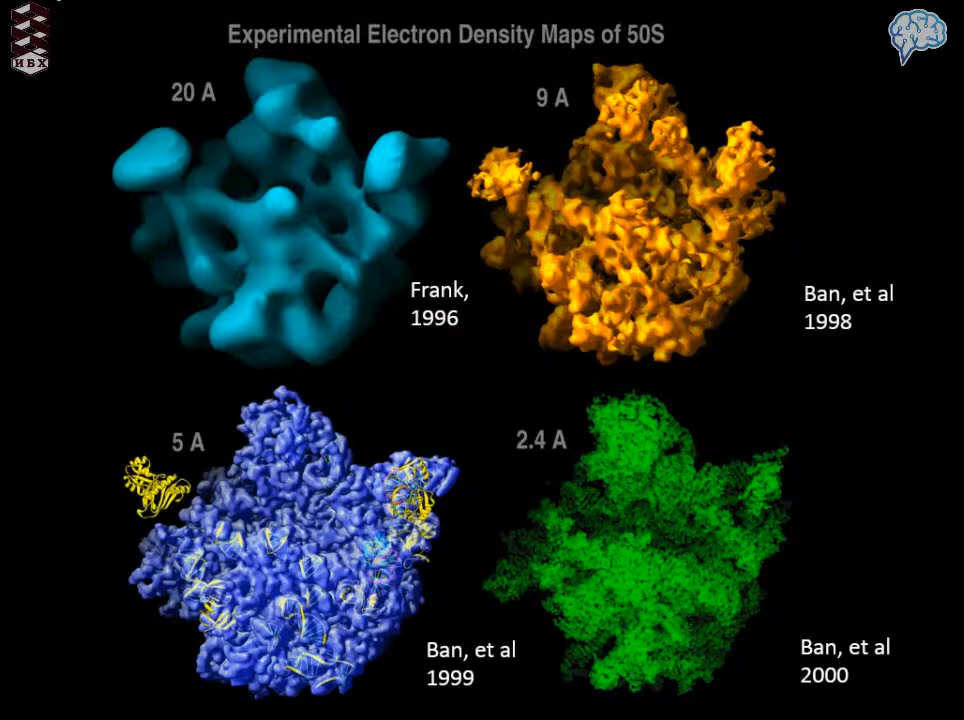 Experimental Electron Density Maps of 50S
ИБХ
20 A
9 A
Frank,
1996
Ban, et al
1998
5 A
2.4 A
Ban, et al
1999
Ban, et al
2000